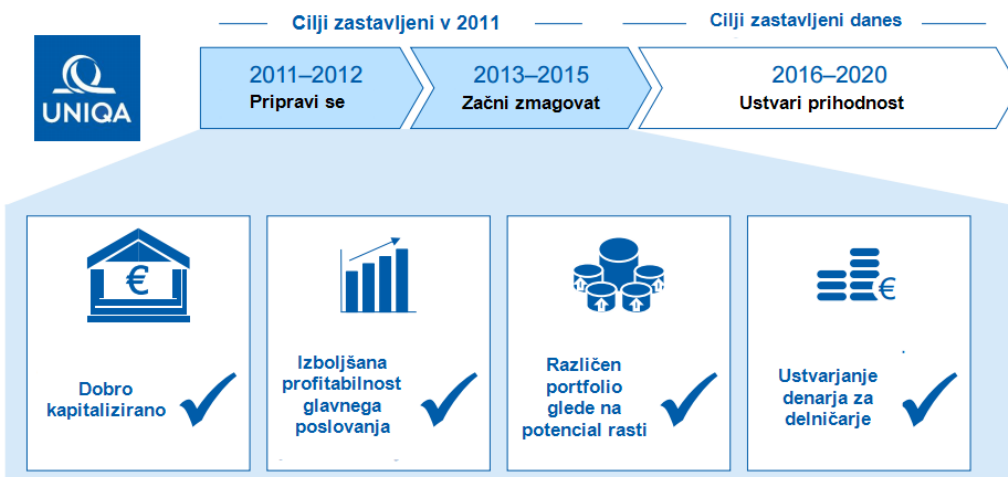 Cilji zastavljeni v 2011
Cilji zastavljeni danes
UNIQA
2011–2012
Pripravi se
2013–2015
Začni zmagovat
2016–2020
Ustvari prihodnost
€
Dobro
kapitalizirano
Izboljšana
profitabilnost
glavnega
poslovanja
Različen
portfolio
glede na
potencial rasti
€
Ustvarjanje
denarja za
delničarje